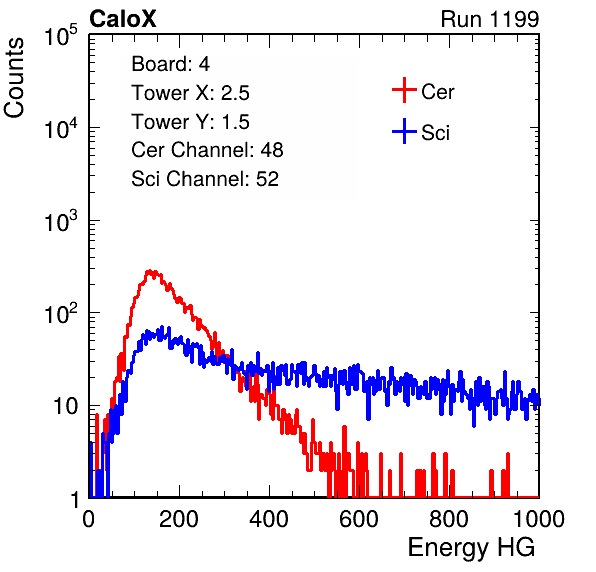 CaloX
Run 1199
Counts
10^5
10^4
10^3
10^2
10
1
Board: 4
Tower X: 2.5
Tower Y: 1.5
Cer Channel: 48
Sci Channel: 52
Cer
Sci
0 200 400 600 800 1000
Energy HG